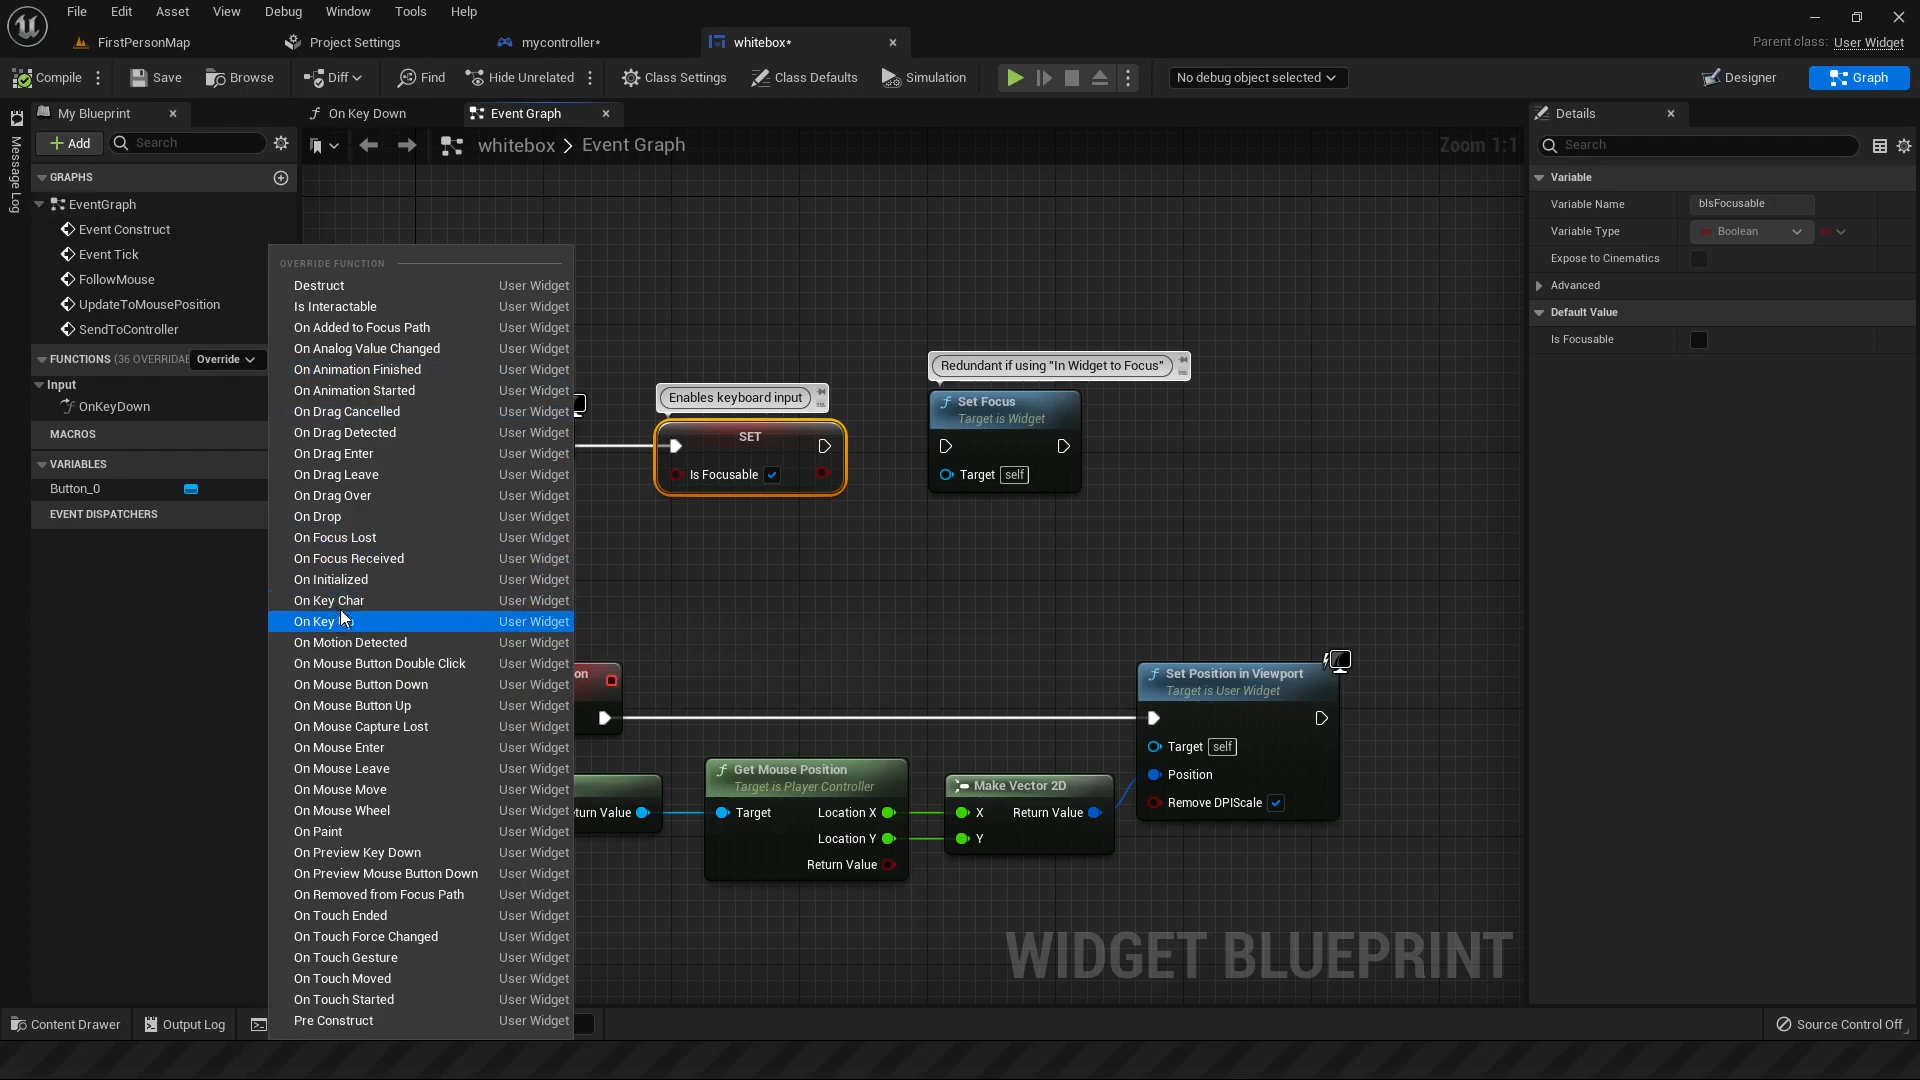 File Edit Asset View Debug Window Tools Help
FirstPersonMap Project Settings mycontroller* whitebox*
Parent class: User Widget
Compile Save Browse Diff Find Hide Unrelated Class Settings Class Defaults Simulation No debug object selected Designer Graph
Message Log
My Blueprint
Add Search
GRAPHS
EventGraph
Event Construct
Event Tick
FollowMouse
UpdateToMousePosition
SendToController
FUNCTIONS (36 OVERRIDAB Override
Input
OnKeyDown
MACROS
VARIABLES
Button_0
EVENT DISPATCHERS
On Key Down Event Graph
whitebox > Event Graph Zoom 1:1
OVERRIDE FUNCTION
Destruct User Widget
Is Interactable User Widget
On Added to Focus Path User Widget
On Analog Value Changed User Widget
On Animation Finished User Widget
On Animation Started User Widget
On Drag Cancelled User Widget
On Drag Detected User Widget
On Drag Enter User Widget
On Drag Leave User Widget
On Drag Over User Widget
On Drop User Widget
On Focus Lost User Widget
On Focus Received User Widget
On Initialized User Widget
On Key Char User Widget
On Key User Widget
On Motion Detected User Widget
On Mouse Button Double Click User Widget
On Mouse Button Down User Widget
On Mouse Button Up User Widget
On Mouse Capture Lost User Widget
On Mouse Enter User Widget
On Mouse Leave User Widget
On Mouse Move User Widget
On Mouse Wheel User Widget
On Paint User Widget
On Preview Key Down User Widget
On Preview Mouse Button Down User Widget
On Removed from Focus Path User Widget
On Touch Ended User Widget
On Touch Force Changed User Widget
On Touch Gesture User Widget
On Touch Moved User Widget
On Touch Started User Widget
Pre Construct User Widget
Enables keyboard input
SET
Is Focusable
Redundant if using "In Widget to Focus"
Set Focus
Target is Widget
Target self
on
turn Value
Get Mouse Position
Target is Player Controller
Target Location X
Location Y
Return Value
Make Vector 2D
X Return Value
Y
Set Position in Viewport
Target is User Widget
Target self
Position
Remove DPIScale
WIDGET BLUEPRINT
Details
Search
Variable
Variable Name bIsFocusable
Variable Type Boolean
Expose to Cinematics
Advanced
Default Value
Is Focusable
Content Drawer Output Log Source Control Off